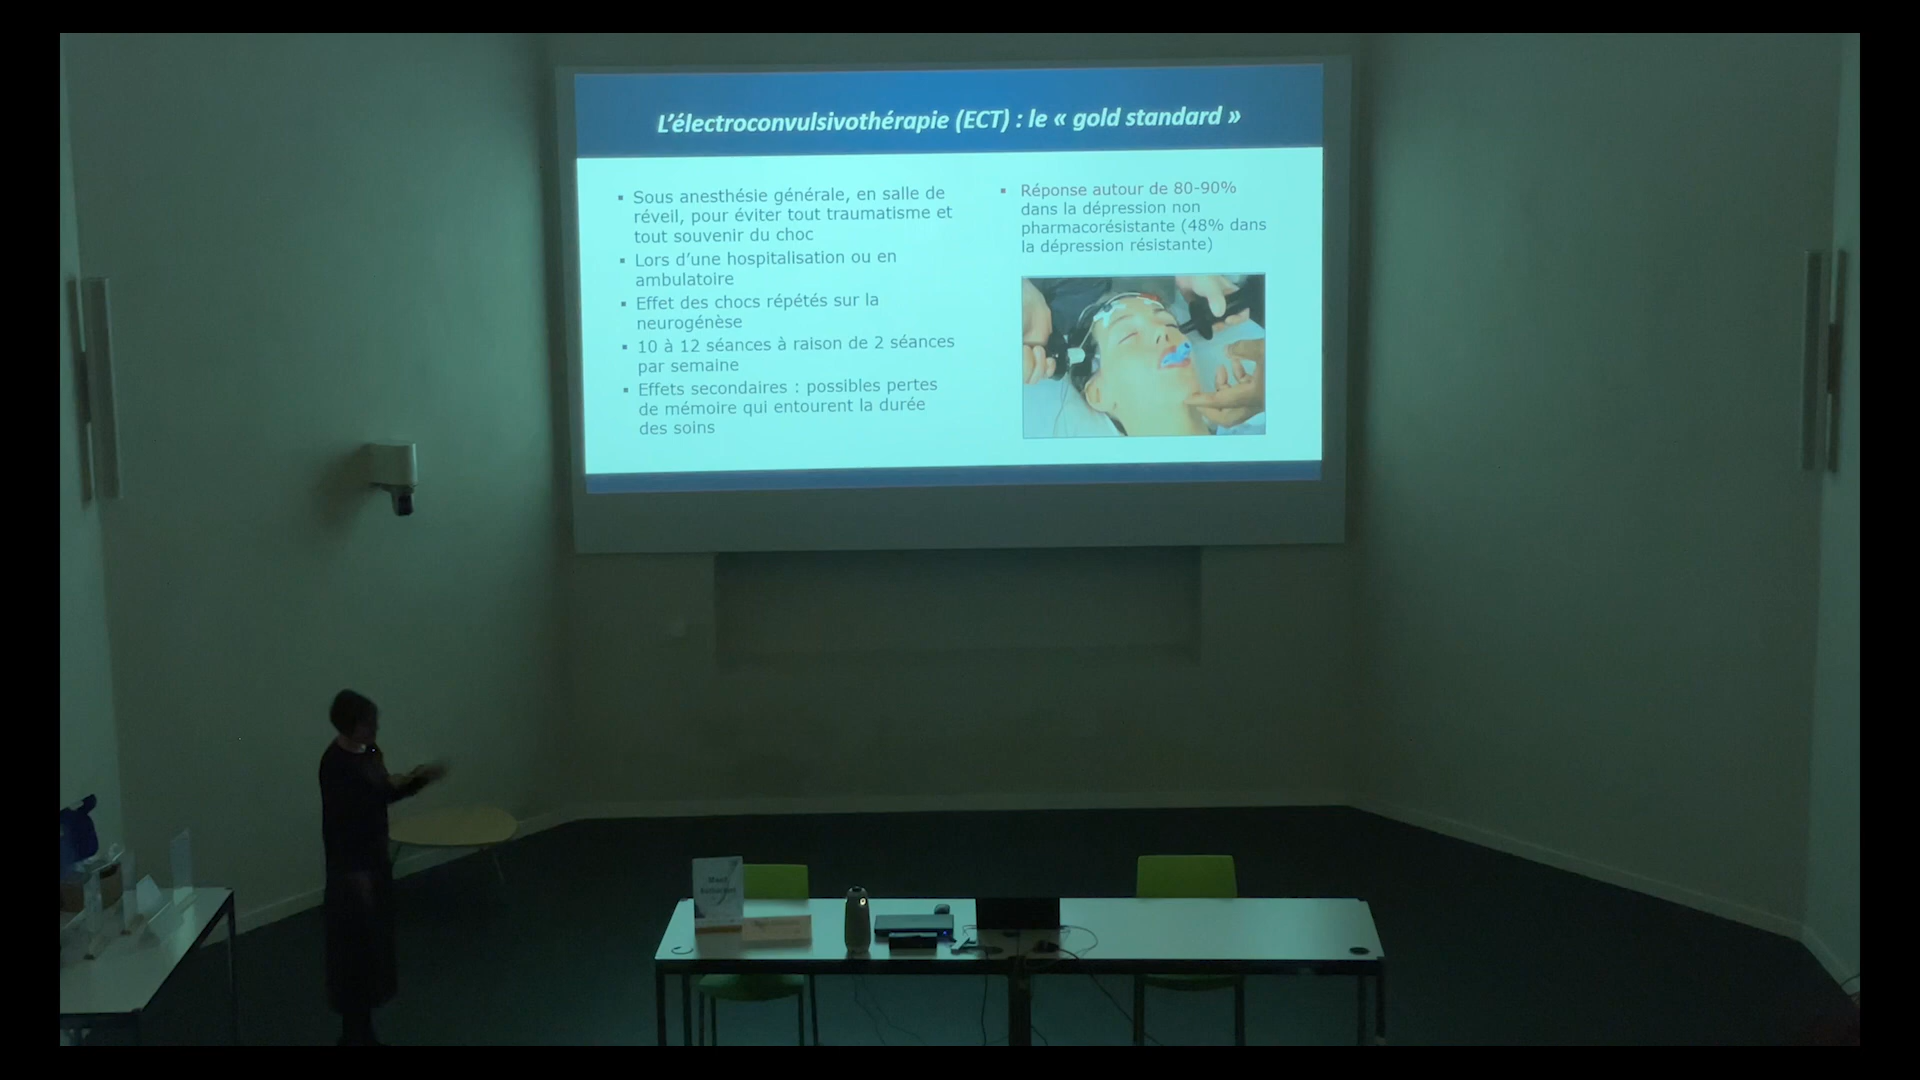 L'électroconvulsivothérapie (ECT) : le « gold standard »
▪ Sous anesthésie générale, en salle de
réveil, pour éviter tout traumatisme et
tout souvenir du choc
▪ Lors d'une hospitalisation ou en
ambulatoire
▪ Effet des chocs répétés sur la
neurogénèse
▪ 10 à 12 séances à raison de 2 séances
par semaine
▪ Effets secondaires : possibles pertes
de mémoire qui entourent la durée
des soins
▪ Réponse autour de 80-90%
dans la dépression non
pharmacorésistante (48% dans
la dépression résistante)